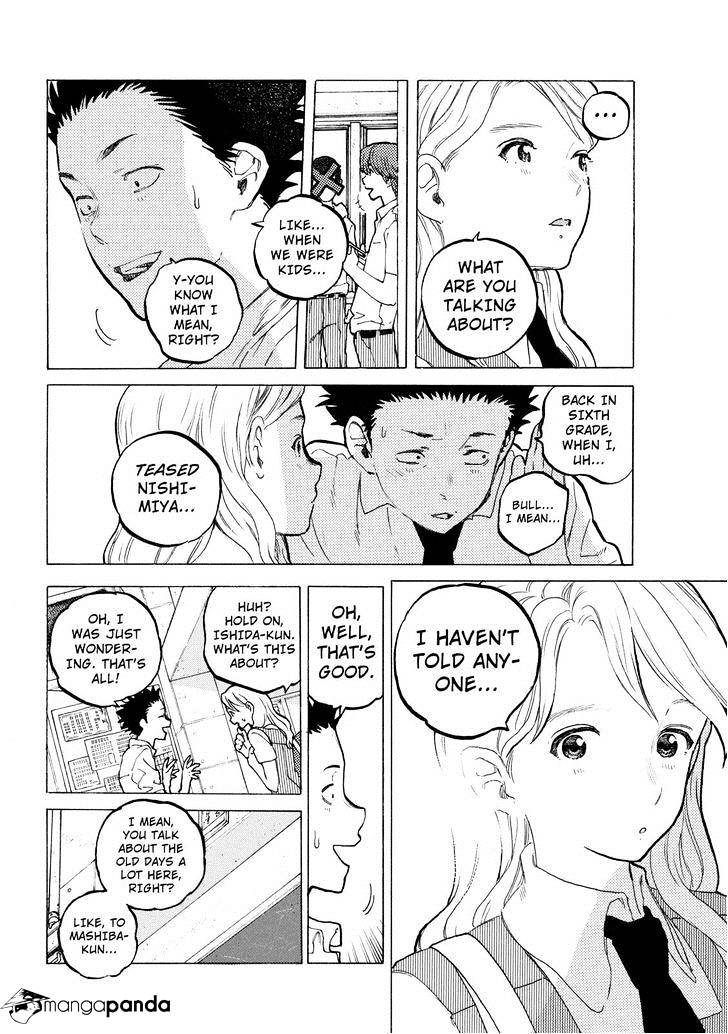 ...
WHAT
ARE YOU
TALKING
ABOUT?
LIKE...
WHEN
WE WERE
KIDS...
Y-YOU
KNOW
WHAT I
MEAN,
RIGHT?
BACK IN
SIXTH
GRADE,
WHEN I,
UH...
BULL...
I MEAN...
TEASED
NISHI-
MIYA...
I HAVEN'T
TOLD ANY-
ONE...
OH,
WELL,
THAT'S
GOOD.
HUH?
HOLD ON,
ISHIDA-KUN.
WHAT'S THIS
ABOUT?
OH, I
WAS JUST
WONDER-
ING. THAT'S
ALL!
I MEAN,
YOU TALK
ABOUT THE
OLD DAYS A
LOT HERE,
RIGHT?
LIKE, TO
MASHIBA-
KUN...
mangapanda